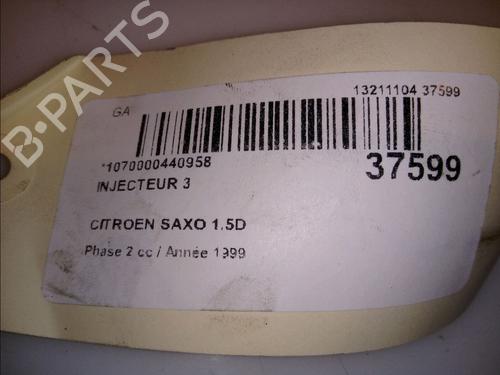 B-PARTS
GA
13211104 37599
*1070000440958
37599
INJECTEUR 3
CITROEN SAXO 1.5D
Phase 2 cc / Année 1999